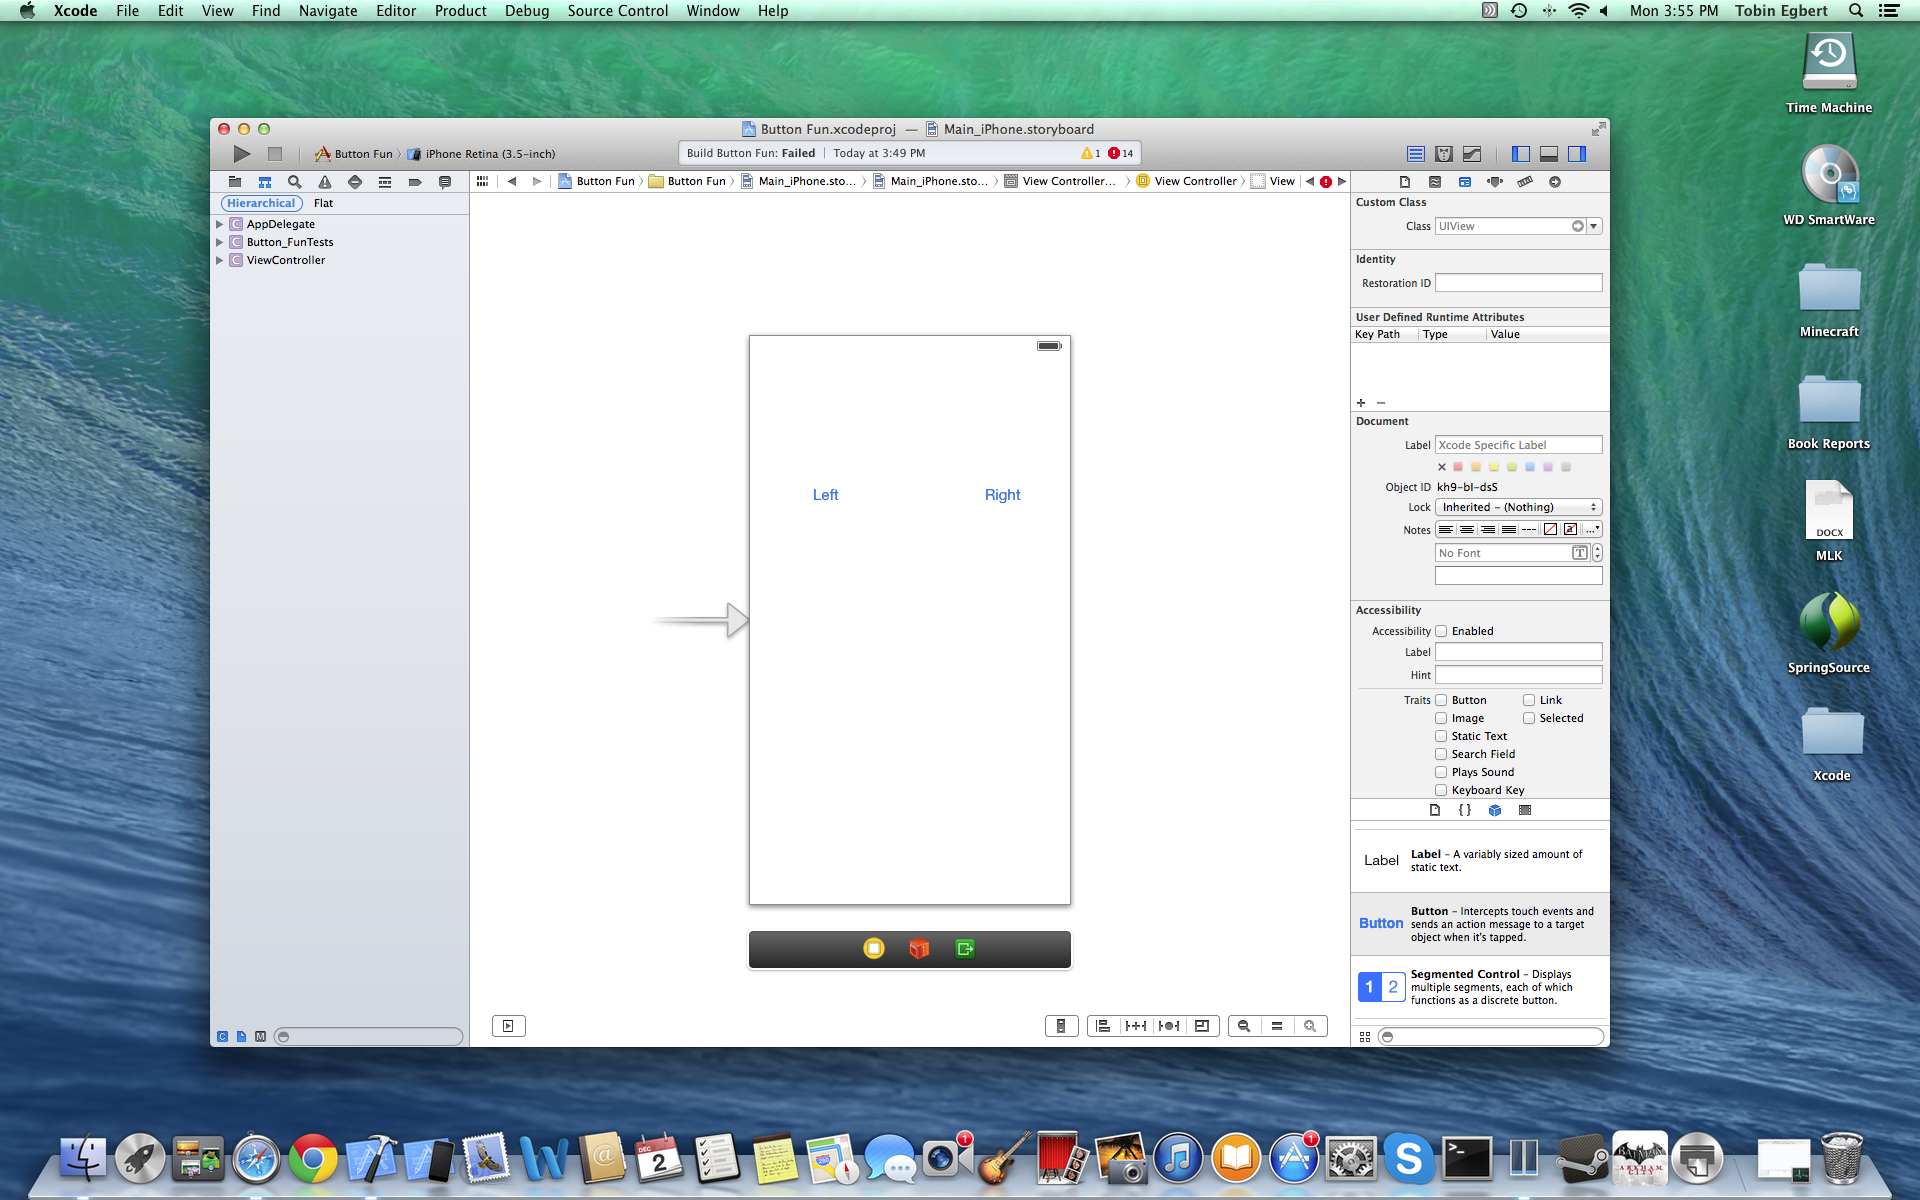 Xcode File Edit View Find Navigate Editor Product Debug Source Control Window Help Mon 3:55 PM Tobin Egbert
Time Machine
WD SmartWare
Minecraft
Book Reports
DOCX
MLK
SpringSource
Xcode
Button Fun.xcodeproj — Main_iPhone.storyboard
Button Fun iPhone Retina (3.5-inch)
Build Button Fun: Failed Today at 3:49 PM 1 14
Button Fun Button Fun Main_iPhone.sto... Main_iPhone.sto... View Controller... View Controller View
Hierarchical Flat
AppDelegate
Button_FunTests
ViewController
C
C
C
Left Right
Custom Class
Class UIView
Identity
Restoration ID
User Defined Runtime Attributes
Key Path Type Value
+ −
Document
Label Xcode Specific Label
Object ID kh9-bI-dsS
Lock Inherited - (Nothing)
Notes
No Font T
Accessibility
Accessibility Enabled
Label
Hint
Traits Button Link
Image Selected
Static Text
Search Field
Plays Sound
Keyboard Key
{ }
Label Label - A variably sized amount of
static text.
Button Button - Intercepts touch events and
sends an action message to a target
object when it's tapped.
1 2 Segmented Control - Displays
multiple segments, each of which
functions as a discrete button.
C M
DEC
2
1
1
ARKHAM
CITY